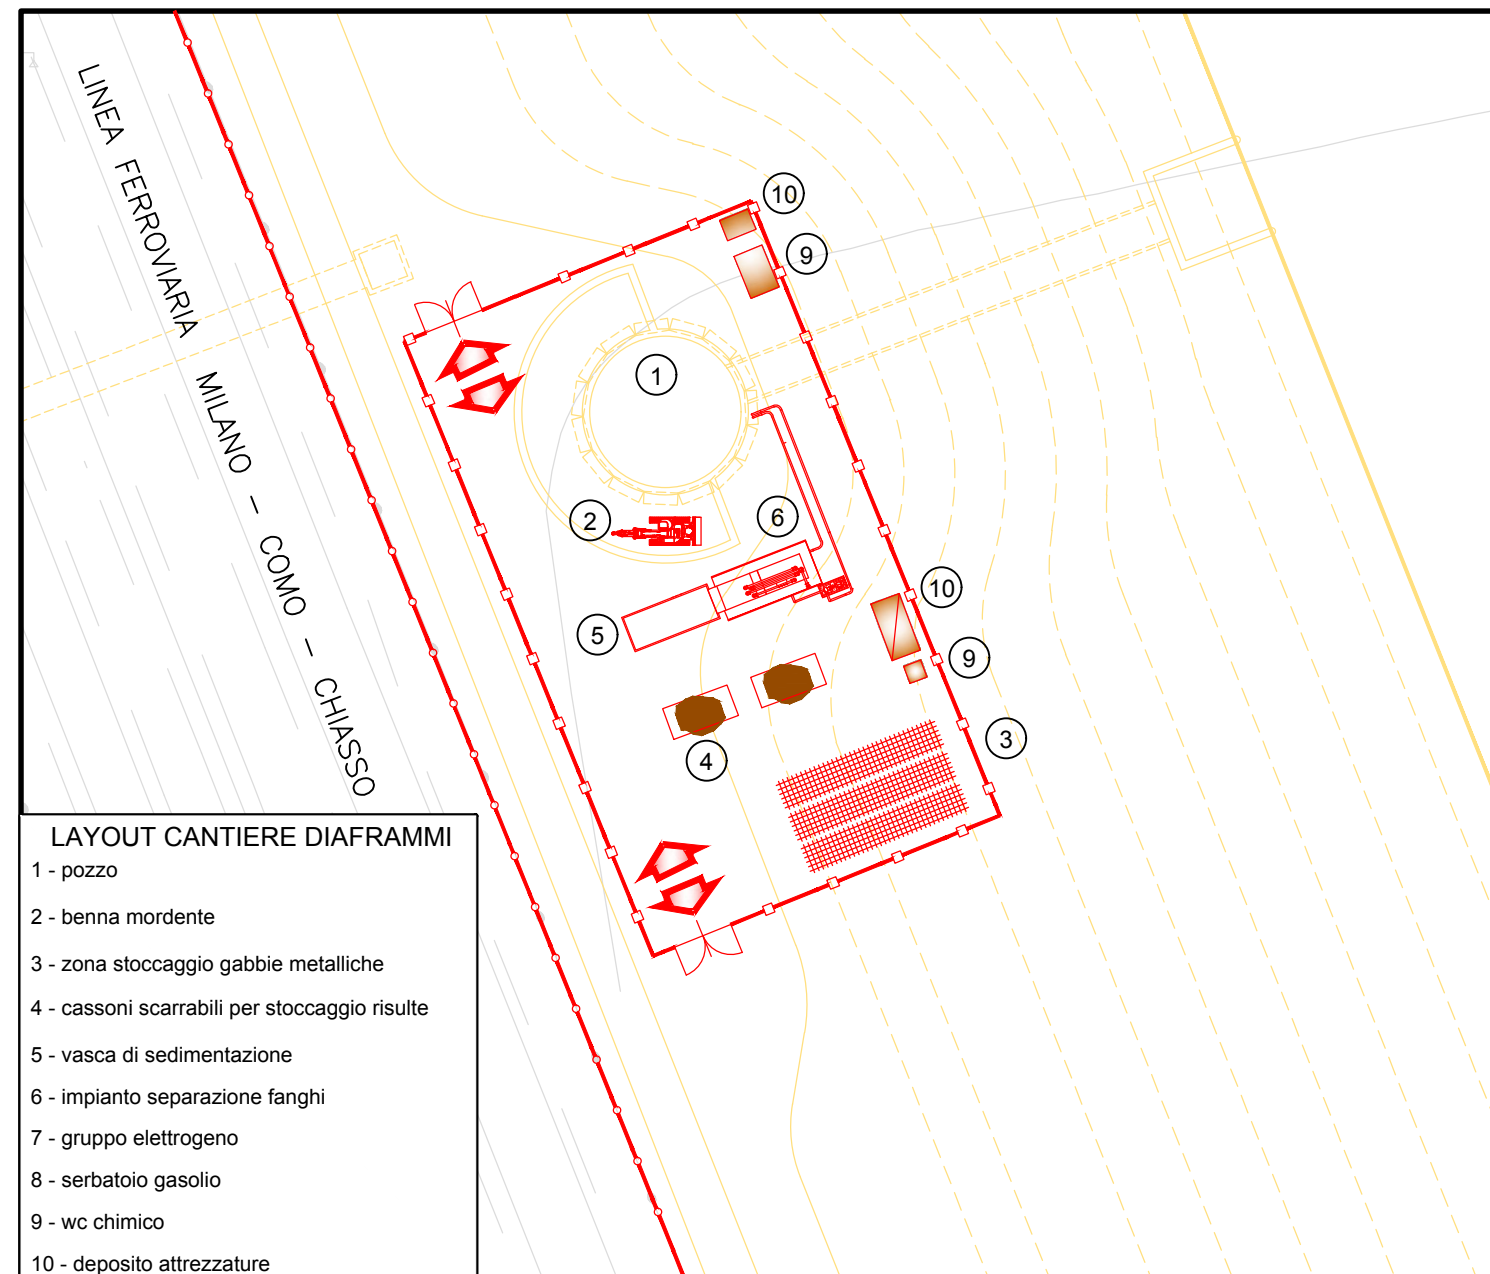 LINEA FERROVIARIA MILANO - COMO - CHIASSO
10
9
1
2
6
10
5
9
3
4
LAYOUT CANTIERE DIAFRAMMI
1 - pozzo
2 - benna mordente
3 - zona stoccaggio gabbie metalliche
4 - cassoni scarrabili per stoccaggio risulte
5 - vasca di sedimentazione
6 - impianto separazione fanghi
7 - gruppo elettrogeno
8 - serbatoio gasolio
9 - wc chimico
10 - deposito attrezzature